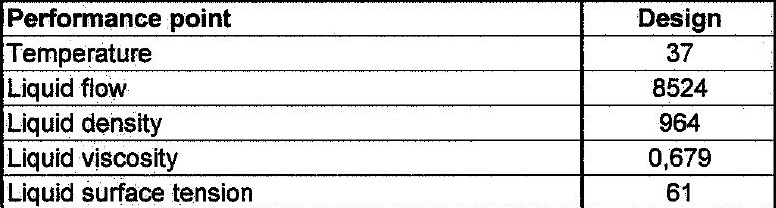 Performance point Design
Temperature 37
Liquid flow 8524
Liquid density 964
Liquid viscosity 0,679
Liquid surface tension 61